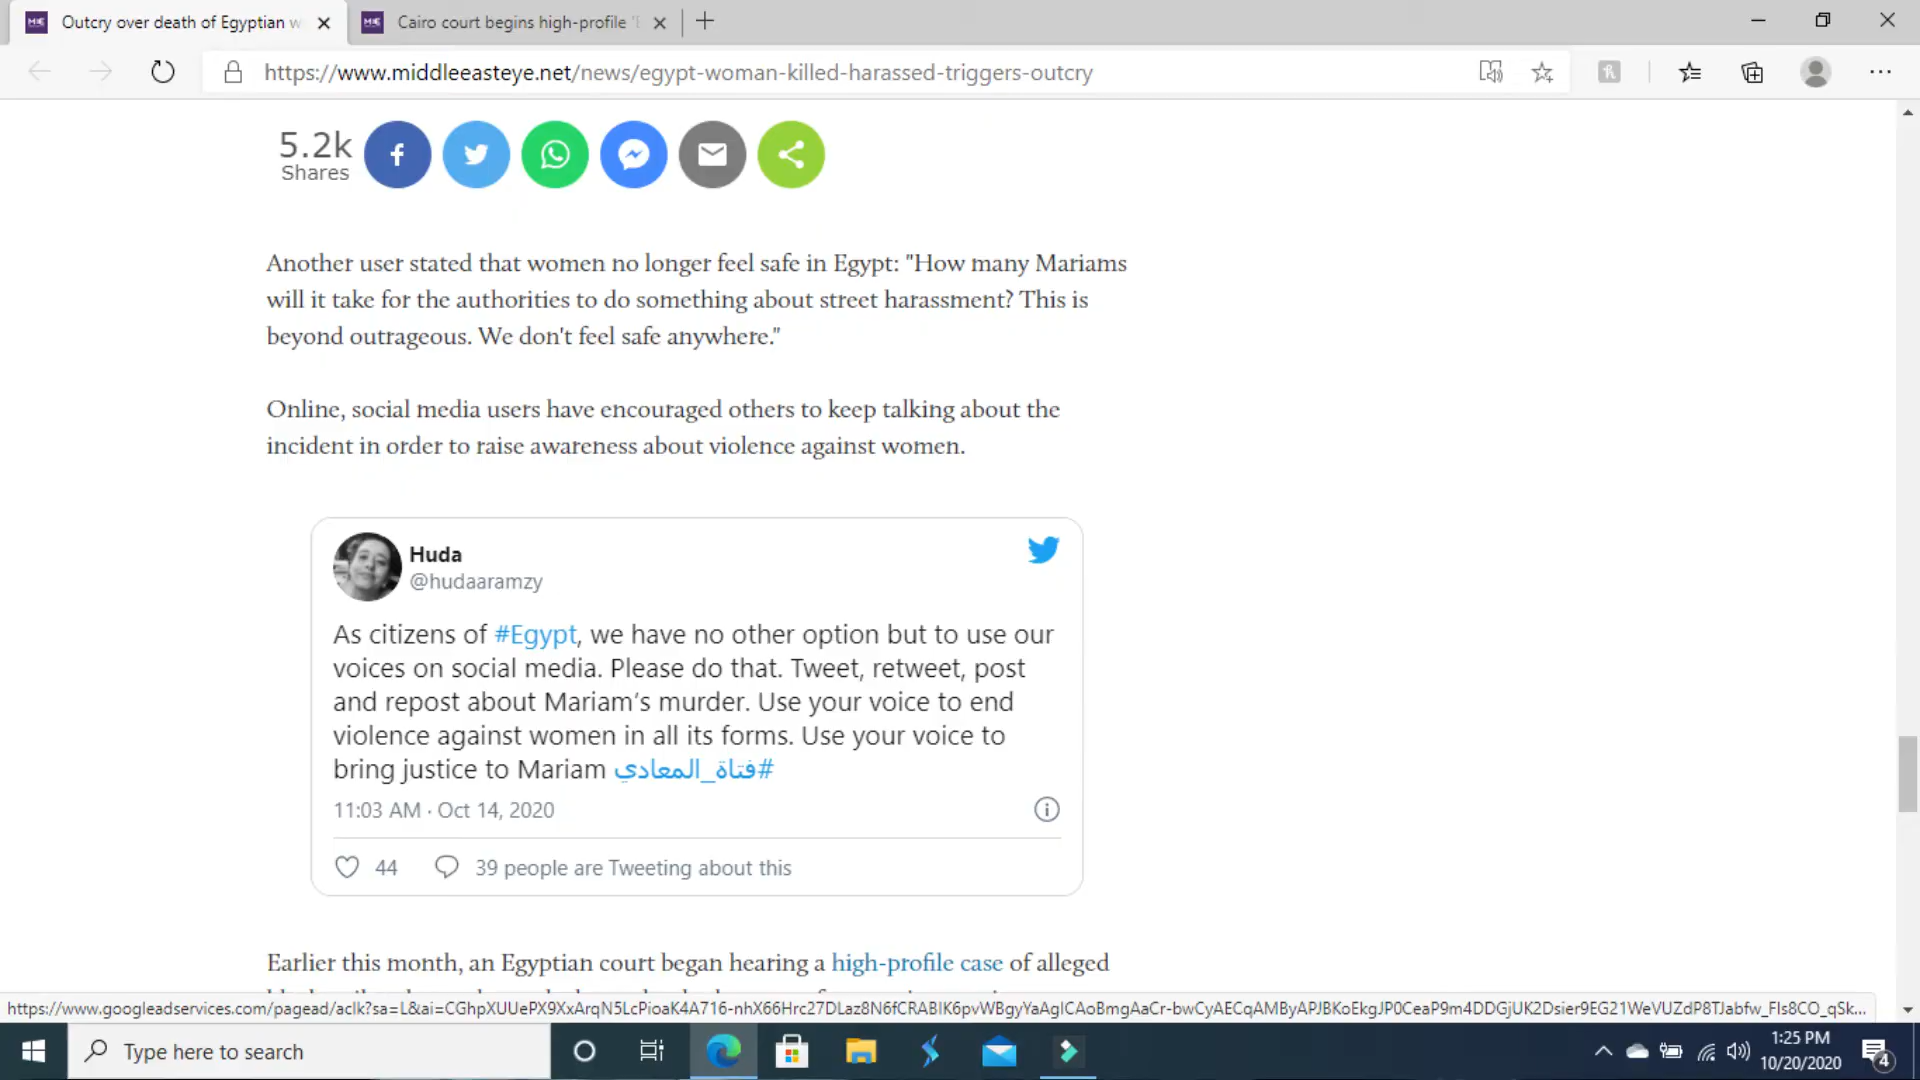 Outcry over death of Egyptian w
Cairo court begins high-profile
https://www.middleeasteye.net/news/egypt-woman-killed-harassed-triggers-outcry
5.2k
Shares
Another user stated that women no longer feel safe in Egypt: "How many Mariams
will it take for the authorities to do something about street harassment? This is
beyond outrageous. We don't feel safe anywhere."
Online, social media users have encouraged others to keep talking about the
incident in order to raise awareness about violence against women.
Huda
@hudaaramzy
As citizens of #Egypt, we have no other option but to use our
voices on social media. Please do that. Tweet, retweet, post
and repost about Mariam’s murder. Use your voice to end
violence against women in all its forms. Use your voice to
bring justice to Mariam #فتاة_المعادي
11:03 AM · Oct 14, 2020
44 39 people are Tweeting about this
Earlier this month, an Egyptian court began hearing a high-profile case of alleged
Type here to search
1:25 PM
10/20/2020
4